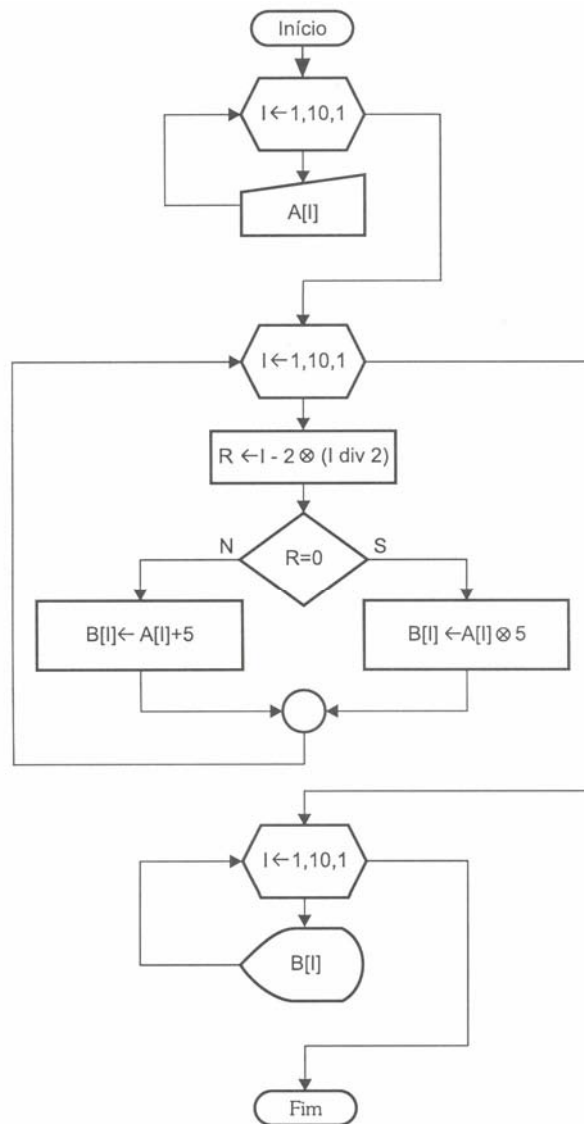 Início
I ← 1,10,1
A[I]
I ← 1,10,1
R ← I - 2 ⊗ (I div 2)
N
R=0
S
B[I] ← A[I]+5
B[I] ← A[I] ⊗ 5
I ← 1,10,1
B[I]
Fim